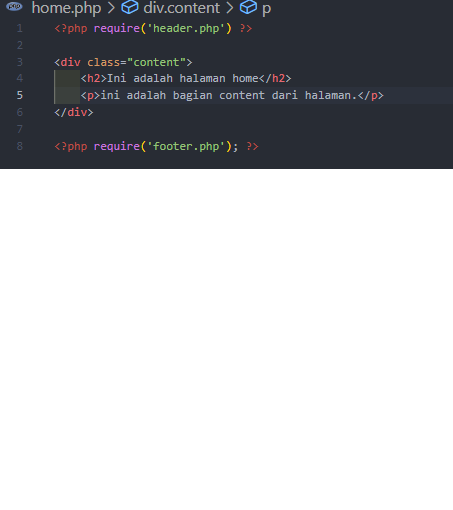 home.php > div.content > p
1 <?php require('header.php') ?>
2
3 <div class="content">
4 <h2>Ini adalah halaman home</h2>
5 <p>ini adalah bagian content dari halaman.</p>
6 </div>
7
8 <?php require('footer.php'); ?>